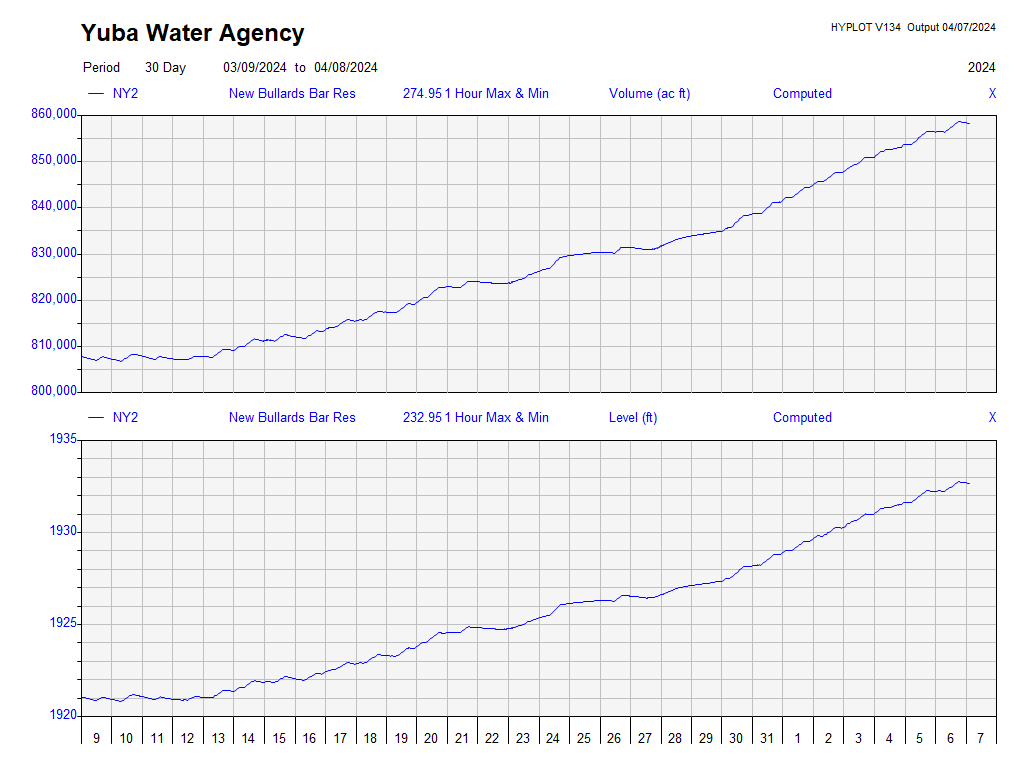 Yuba Water Agency
HYPLOT V134 Output 04/07/2024
Period 30 Day 03/09/2024 to 04/08/2024 2024
NY2 New Bullards Bar Res 274.95 1 Hour Max & Min Volume (ac ft) Computed X
860,000
850,000
840,000
830,000
820,000
810,000
800,000
NY2 New Bullards Bar Res 232.95 1 Hour Max & Min Level (ft) Computed X
1935
1930
1925
1920
9 10 11 12 13 14 15 16 17 18 19 20 21 22 23 24 25 26 27 28 29 30 31 1 2 3 4 5 6 7